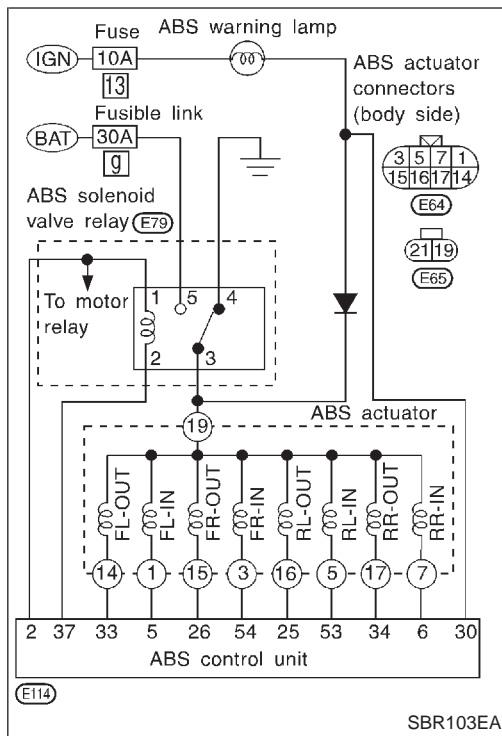 Fuse
ABS warning lamp
IGN 10A
13
ABS actuator
connectors
(body side)
Fusible link
BAT 30A
g
3 5 7 1
15 16 17 14
E64
ABS solenoid
valve relay E79
21 19
E65
To motor
relay
1 5 4
2 3
ABS actuator
19
FL-OUT
FL-IN
FR-OUT
FR-IN
RL-OUT
RL-IN
RR-OUT
RR-IN
14 1 15 3 16 5 17 7
2 37 33 5 26 54 25 53 34 6 30
ABS control unit
E114
SBR103EA